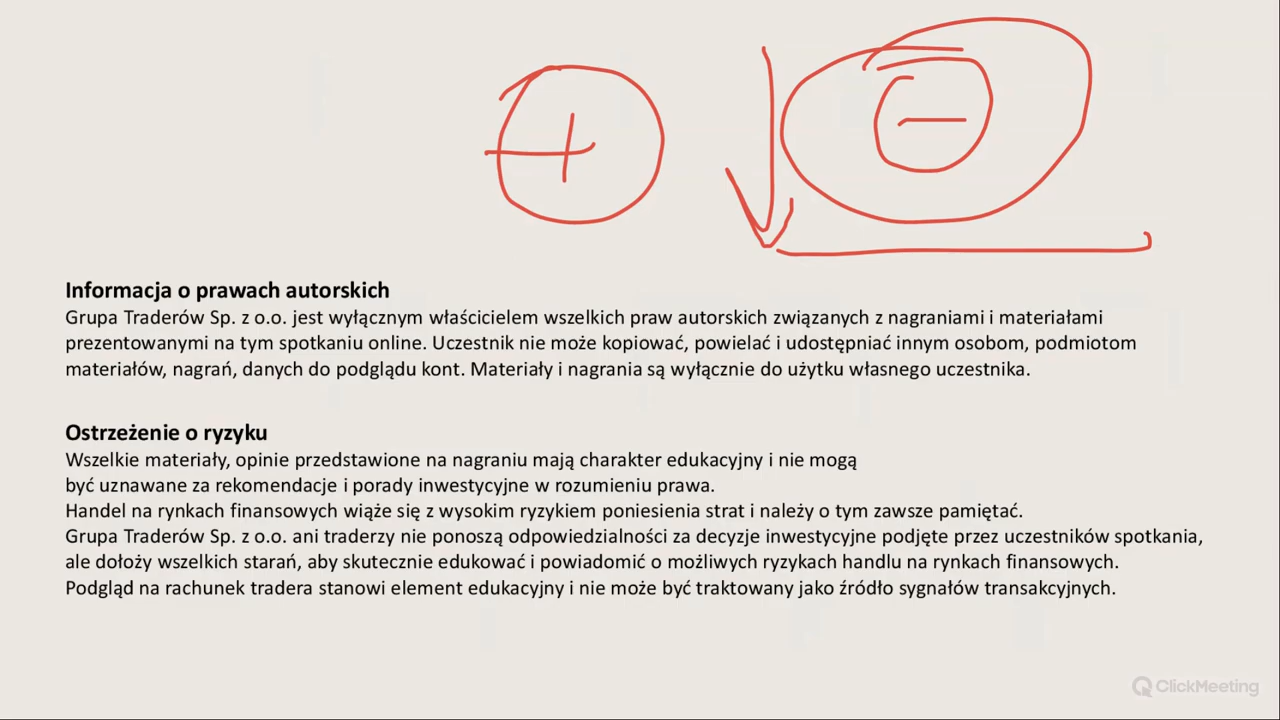 +
−
Informacja o prawach autorskich
Grupa Traderów Sp. z o.o. jest wyłącznym właścicielem wszelkich praw autorskich związanych z nagraniami i materiałami
prezentowanymi na tym spotkaniu online. Uczestnik nie może kopiować, powielać i udostępniać innym osobom, podmiotom
materiałów, nagrań, danych do podglądu kont. Materiały i nagrania są wyłącznie do użytku własnego uczestnika.
Ostrzeżenie o ryzyku
Wszelkie materiały, opinie przedstawione na nagraniu mają charakter edukacyjny i nie mogą
być uznawane za rekomendacje i porady inwestycyjne w rozumieniu prawa.
Handel na rynkach finansowych wiąże się z wysokim ryzykiem poniesienia strat i należy o tym zawsze pamiętać.
Grupa Traderów Sp. z o.o. ani traderzy nie ponoszą odpowiedzialności za decyzje inwestycyjne podjęte przez uczestników spotkania,
ale dołoży wszelkich starań, aby skutecznie edukować i powiadomić o możliwych ryzykach handlu na rynkach finansowych.
Podgląd na rachunek tradera stanowi element edukacyjny i nie może być traktowany jako źródło sygnałów transakcyjnych.
ClickMeeting